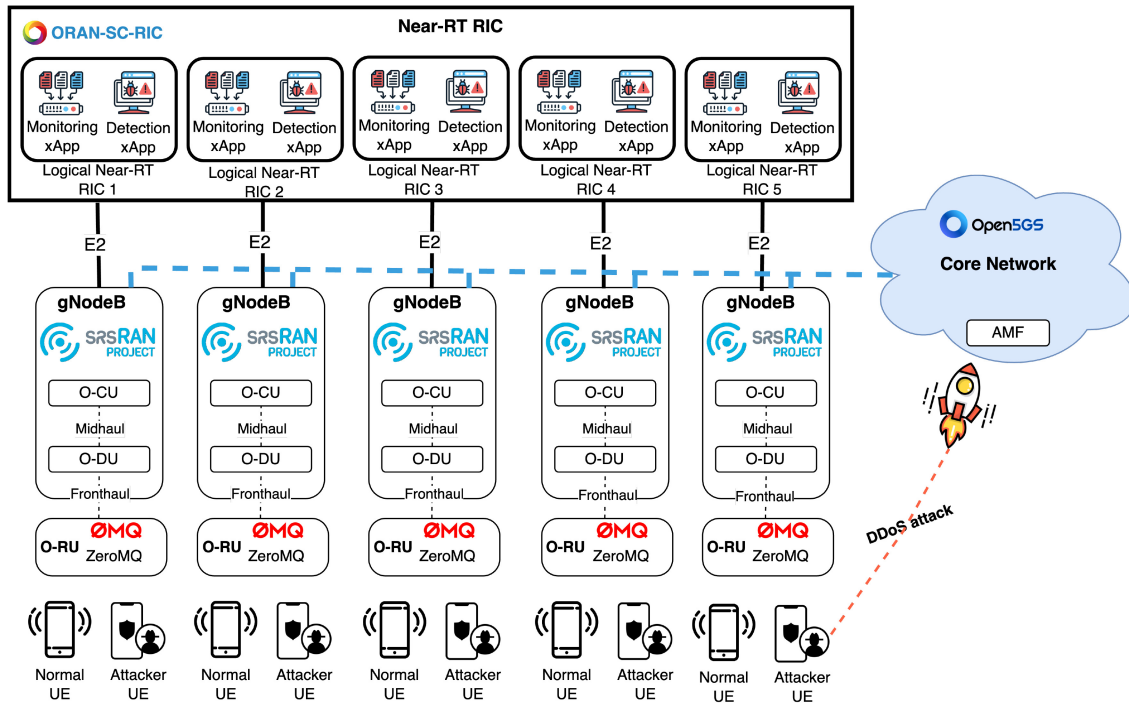 ORAN-SC-RIC
Near-RT RIC
Monitoring xApp
Detection xApp
Logical Near-RT
RIC 1
Monitoring xApp
Detection xApp
Logical Near-RT
RIC 2
Monitoring xApp
Detection xApp
Logical Near-RT
RIC 3
Monitoring xApp
Detection xApp
Logical Near-RT
RIC 4
Monitoring xApp
Detection xApp
Logical Near-RT
RIC 5
E2
E2
E2
E2
E2
Open5GS
Core Network
AMF
gNodeB
srsRAN
PROJECT
O-CU
Midhaul
O-DU
Fronthaul
O-RU
ØMQ
ZeroMQ
gNodeB
srsRAN
PROJECT
O-CU
Midhaul
O-DU
Fronthaul
O-RU
ØMQ
ZeroMQ
gNodeB
srsRAN
PROJECT
O-CU
Midhaul
O-DU
Fronthaul
O-RU
ØMQ
ZeroMQ
gNodeB
srsRAN
PROJECT
O-CU
Midhaul
O-DU
Fronthaul
O-RU
ØMQ
ZeroMQ
gNodeB
srsRAN
PROJECT
O-CU
Midhaul
O-DU
Fronthaul
O-RU
ØMQ
ZeroMQ
DDoS attack
Normal
UE
Attacker
UE
Normal
UE
Attacker
UE
Normal
UE
Attacker
UE
Normal
UE
Attacker
UE
Normal
UE
Attacker
UE